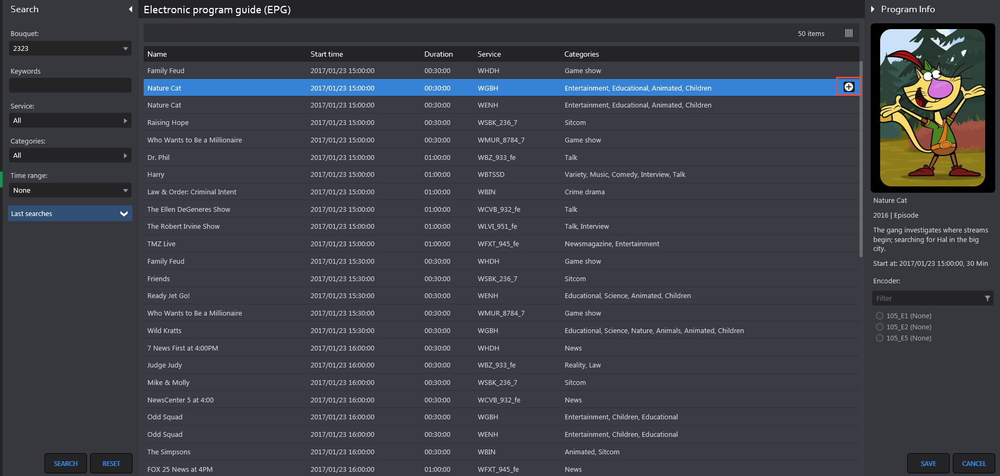 Search
Bouquet:
2323
Keywords
Service:
All
Categories:
All
Time range:
None
Last searches
SEARCH RESET
Electronic program guide (EPG)
50 items
Name Start time Duration Service Categories
Family Feud 2017/01/23 15:00:00 00:30:00 WHDH Game show
Nature Cat 2017/01/23 15:00:00 00:30:00 WGBH Entertainment, Educational, Animated, Children
Nature Cat 2017/01/23 15:00:00 00:30:00 WENH Entertainment, Educational, Animated, Children
Raising Hope 2017/01/23 15:00:00 00:30:00 WSBK_236_7 Sitcom
Who Wants to Be a Millionaire 2017/01/23 15:00:00 00:30:00 WMUR_8784_7 Game show
Dr. Phil 2017/01/23 15:00:00 01:00:00 WBZ_933_fe Talk
Harry 2017/01/23 15:00:00 01:00:00 WBTSSD Variety, Music, Comedy, Interview, Talk
Law & Order: Criminal Intent 2017/01/23 15:00:00 01:00:00 WBIN Crime drama
The Ellen DeGeneres Show 2017/01/23 15:00:00 01:00:00 WCVB_932_fe Talk
The Robert Irvine Show 2017/01/23 15:00:00 01:00:00 WLVI_951_fe Talk, Interview
TMZ Live 2017/01/23 15:00:00 01:00:00 WFXT_945_fe Newsmagazine, Entertainment
Family Feud 2017/01/23 15:30:00 00:30:00 WHDH Game show
Friends 2017/01/23 15:30:00 00:30:00 WSBK_236_7 Sitcom
Ready Jet Go! 2017/01/23 15:30:00 00:30:00 WENH Educational, Science, Animated, Children
Who Wants to Be a Millionaire 2017/01/23 15:30:00 00:30:00 WMUR_8784_7 Game show
Wild Kratts 2017/01/23 15:30:00 00:30:00 WGBH Educational, Science, Nature, Animals, Animated, Children
7 News First at 4:00PM 2017/01/23 16:00:00 00:30:00 WHDH News
Judge Judy 2017/01/23 16:00:00 00:30:00 WBZ_933_fe Reality, Law
Mike & Molly 2017/01/23 16:00:00 00:30:00 WSBK_236_7 Sitcom
NewsCenter 5 at 4:00 2017/01/23 16:00:00 00:30:00 WCVB_932_fe News
Odd Squad 2017/01/23 16:00:00 00:30:00 WGBH Entertainment, Children, Educational
Odd Squad 2017/01/23 16:00:00 00:30:00 WENH Entertainment, Children, Educational
The Simpsons 2017/01/23 16:00:00 00:30:00 WBIN Animated, Sitcom
FOX 25 News at 4PM 2017/01/23 16:00:00 01:00:00 WFXT_945_fe News
Program Info
Nature Cat
2016 | Episode
The gang investigates where streams
begin; searching for Hal in the big
city.
Start at: 2017/01/23 15:00:00, 30 Min
Encoder:
Filter
105_E1 (None)
105_E2 (None)
105_E5 (None)
SAVE CANCEL